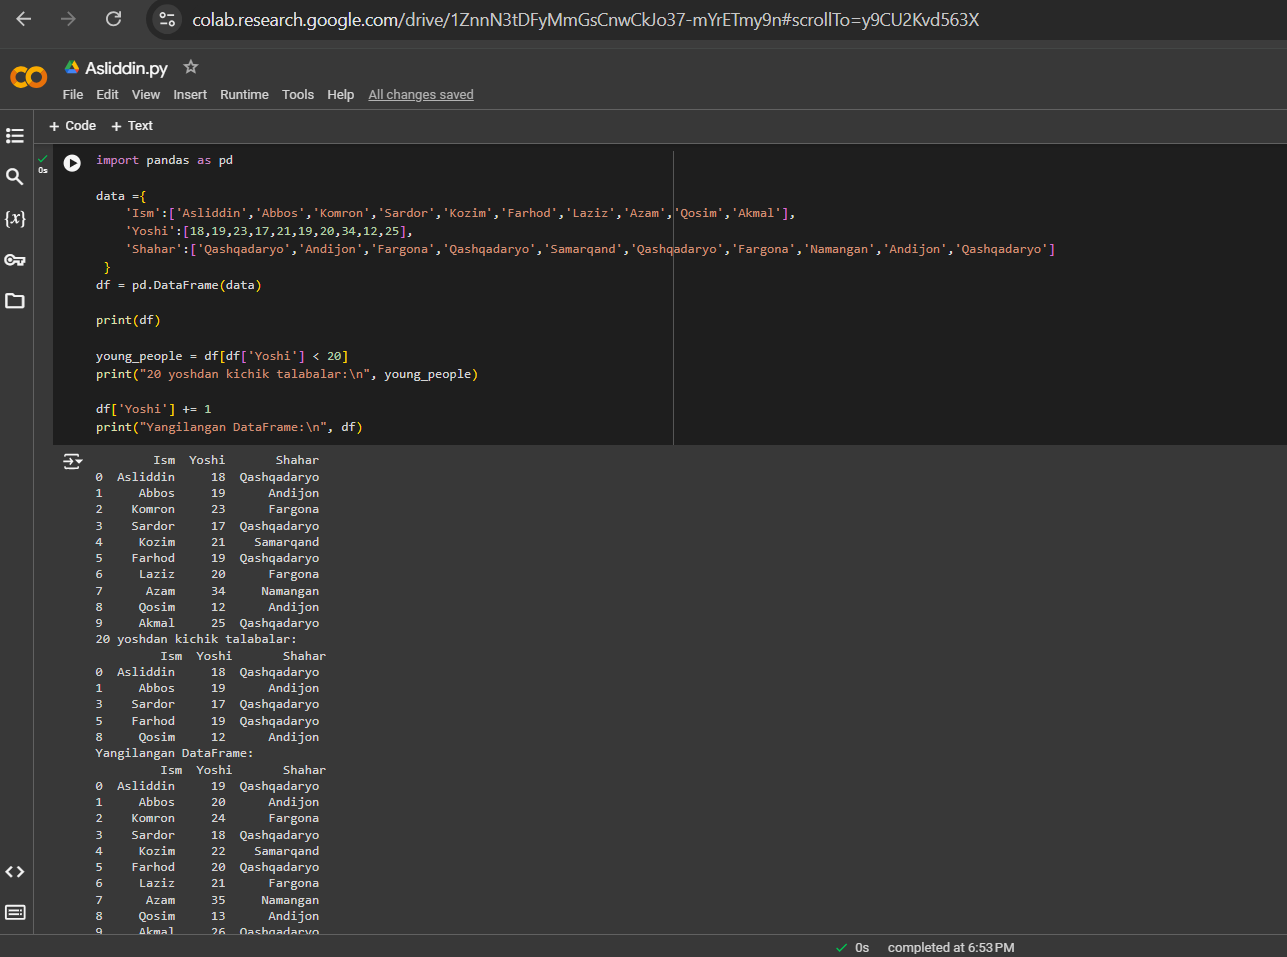 colab.research.google.com/drive/1ZnnN3tDFyMmGsCnwCkJo37-mYrETmy9n#scrollTo=y9CU2Kvd563X
Asliddin.py
File Edit View Insert Runtime Tools Help All changes saved
+ Code + Text
0s
import pandas as pd
data ={
'Ism':['Asliddin','Abbos','Komron','Sardor','Kozim','Farhod','Laziz','Azam','Qosim','Akmal'],
'Yoshi':[18,19,23,17,21,19,20,34,12,25],
'Shahar':['Qashqadaryo','Andijon','Fargona','Qashqadaryo','Samarqand','Qashqadaryo','Fargona','Namangan','Andijon','Qashqadaryo']
}
df = pd.DataFrame(data)
print(df)
young_people = df[df['Yoshi'] < 20]
print("20 yoshdan kichik talabalar:\n", young_people)
df['Yoshi'] += 1
print("Yangilangan DataFrame:\n", df)
Ism Yoshi Shahar
0 Asliddin 18 Qashqadaryo
1 Abbos 19 Andijon
2 Komron 23 Fargona
3 Sardor 17 Qashqadaryo
4 Kozim 21 Samarqand
5 Farhod 19 Qashqadaryo
6 Laziz 20 Fargona
7 Azam 34 Namangan
8 Qosim 12 Andijon
9 Akmal 25 Qashqadaryo
20 yoshdan kichik talabalar:
Ism Yoshi Shahar
0 Asliddin 18 Qashqadaryo
1 Abbos 19 Andijon
3 Sardor 17 Qashqadaryo
5 Farhod 19 Qashqadaryo
8 Qosim 12 Andijon
Yangilangan DataFrame:
Ism Yoshi Shahar
0 Asliddin 19 Qashqadaryo
1 Abbos 20 Andijon
2 Komron 24 Fargona
3 Sardor 18 Qashqadaryo
4 Kozim 22 Samarqand
5 Farhod 20 Qashqadaryo
6 Laziz 21 Fargona
7 Azam 35 Namangan
8 Qosim 13 Andijon
9 Akmal 26 Qashqadaryo
0s completed at 6:53 PM